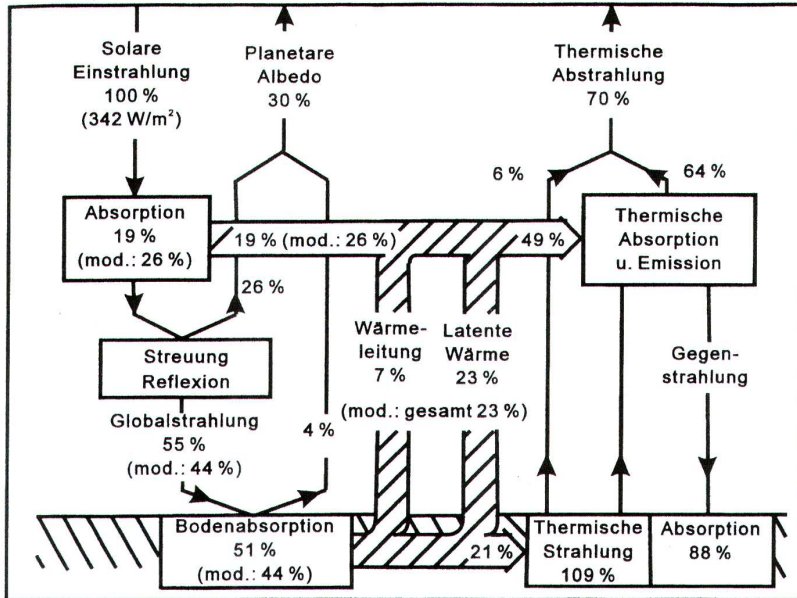 Solare
Einstrahlung
100 %
(342 W/m²)
Planetare
Albedo
30 %
Thermische
Abstrahlung
70 %
6 %
64 %
Absorption
19 %
(mod.: 26 %)
19 % (mod.: 26 %)
49 %
Thermische
Absorption
u. Emission
26 %
Streuung
Reflexion
Wärme-
leitung
7 %
Latente
Wärme
23 %
(mod.: gesamt 23 %)
Gegen-
strahlung
Globalstrahlung
55 %
(mod.: 44 %)
4 %
Bodenabsorption
51 %
(mod.: 44 %)
21 %
Thermische
Strahlung
109 %
Absorption
88 %